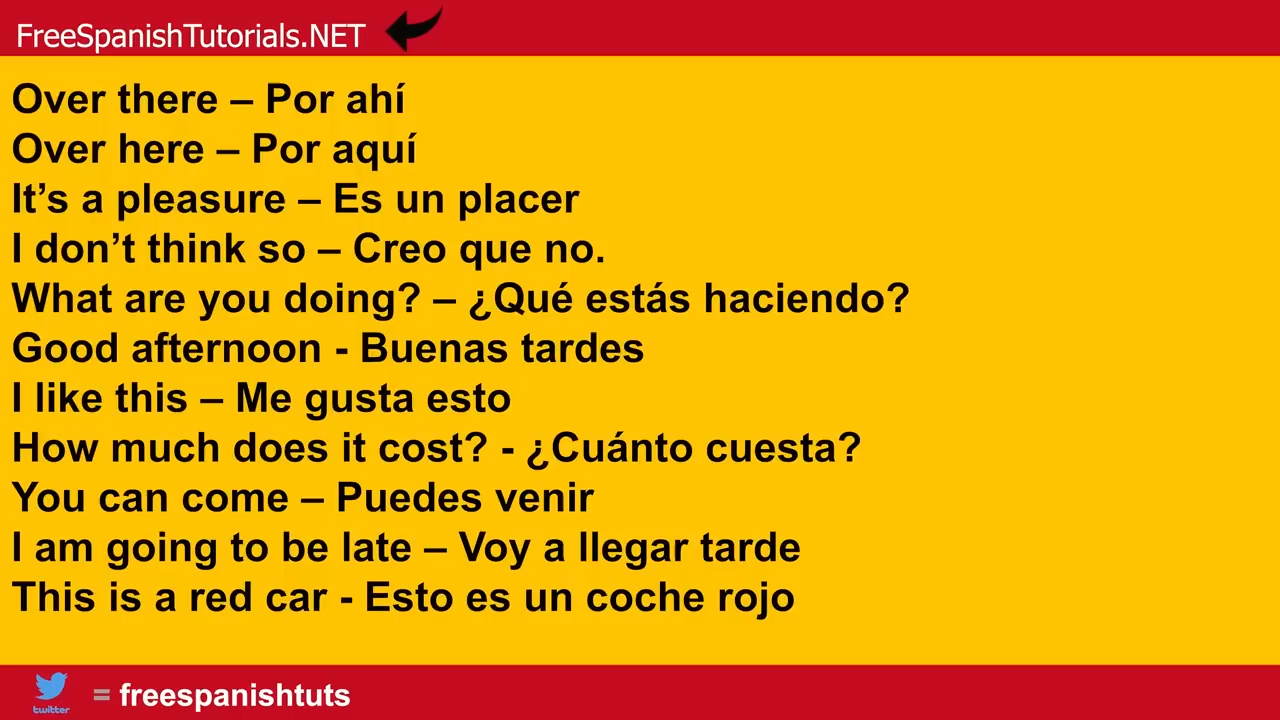 FreeSpanishTutorials.NET
Over there – Por ahí
Over here – Por aquí
It’s a pleasure – Es un placer
I don’t think so – Creo que no.
What are you doing? – ¿Qué estás haciendo?
Good afternoon - Buenas tardes
I like this – Me gusta esto
How much does it cost? - ¿Cuánto cuesta?
You can come – Puedes venir
I am going to be late – Voy a llegar tarde
This is a red car - Esto es un coche rojo
twitter = freespanishtuts